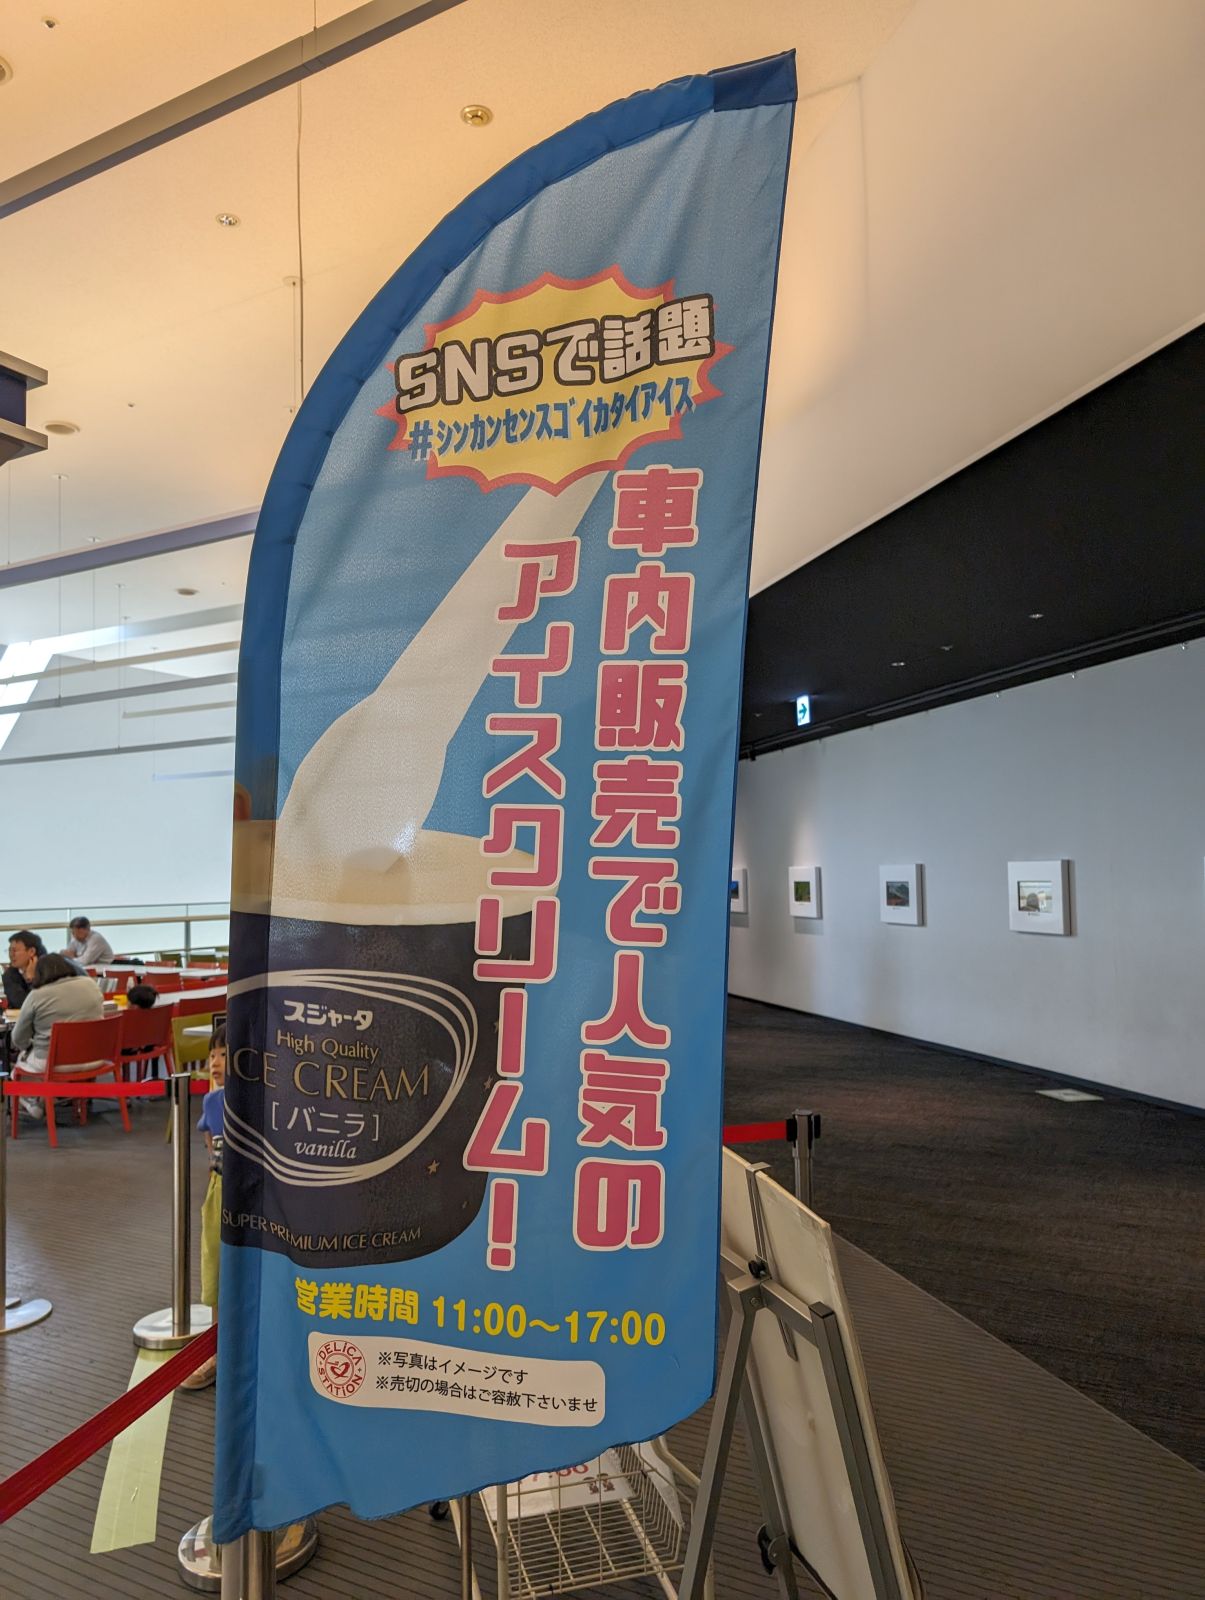 SNSで話題
#シンカンセンスゴイカタイアイス
車内販売で人気の
アイスクリーム！
スジャータ
High Quality
ICE CREAM
[バニラ]
vanilla
SUPER PREMIUM ICE CREAM
営業時間 11:00～17:00
DELICA STATION
※写真はイメージです
※売切の場合はご容赦下さいませ